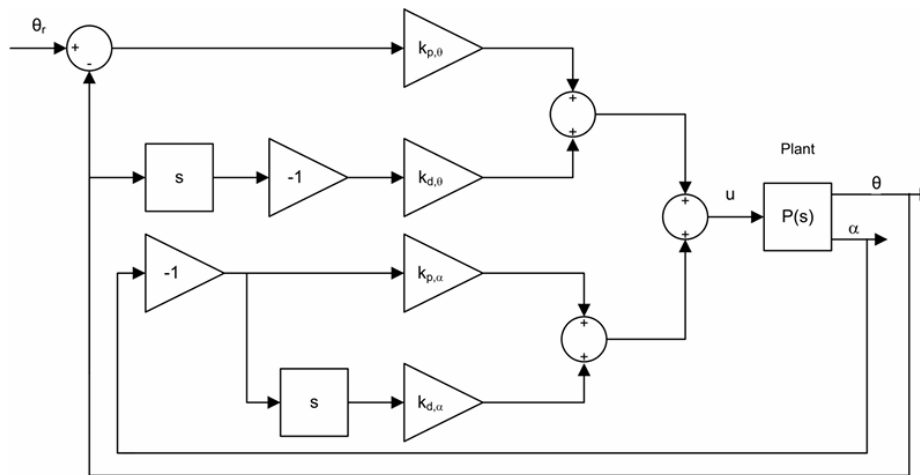 θr
+
-
kp,θ
+
+
s
-1
kd,θ
Plant
u
P(s)
θ
α
+
+
-1
kp,α
+
+
s
kd,α